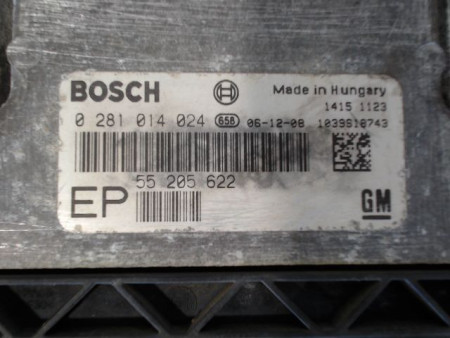 BOSCH Made in Hungary
1415 1123
0 281 014 024 658 06-12-08 1039S18743
55 205 622
EP GM